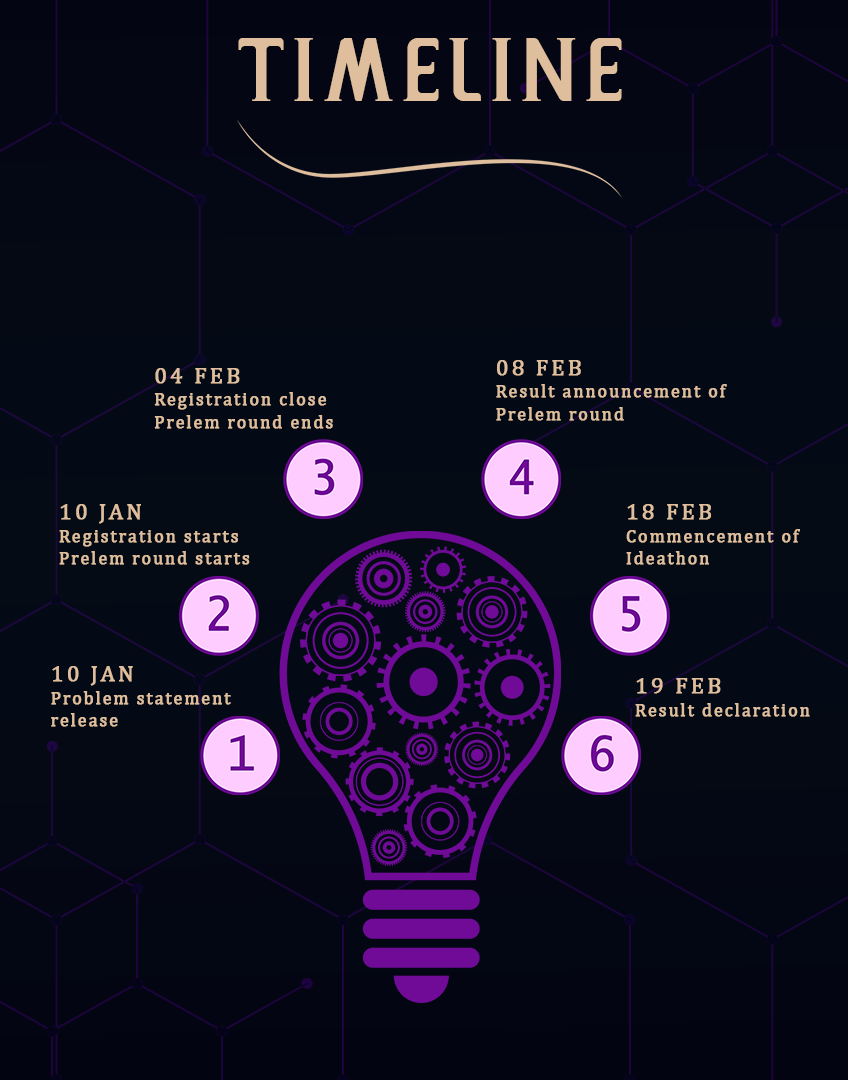 TIMELINE
10 JAN
Problem statement
release
1
10 JAN
Registration starts
Prelem round starts
2
04 FEB
Registration close
Prelem round ends
3
08 FEB
Result announcement of
Prelem round
4
18 FEB
Commencement of
Ideathon
5
19 FEB
Result declaration
6